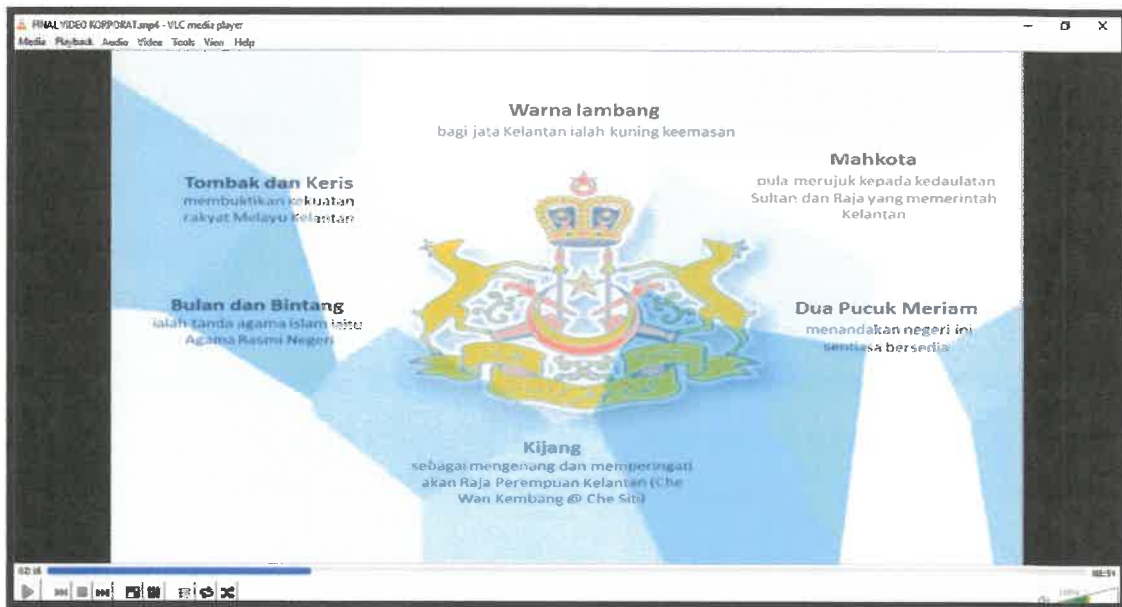 FINAL VIDEO KORPORAT.mp4 - VLC media player
Media Playback Audio Video Tools View Help
Warna lambang
bagi jata Kelantan ialah kuning keemasan
Mahkota
pula merujuk kepada kedaulatan
Sultan dan Raja yang memerintah
Kelantan
Tombak dan Keris
membuktikan kekuatan
rakyat Melayu Kelantan
Bulan dan Bintang
ialah tanda agama islam iaitu
Agama Rasmi Negeri
Dua Pucuk Meriam
menandakan negeri ini
sentiasa bersedia
Kijang
sebagai mengenang dan memperingati
akan Raja Perempuan Kelantan (Che
Wan Kembang @ Che Siti)
02:16